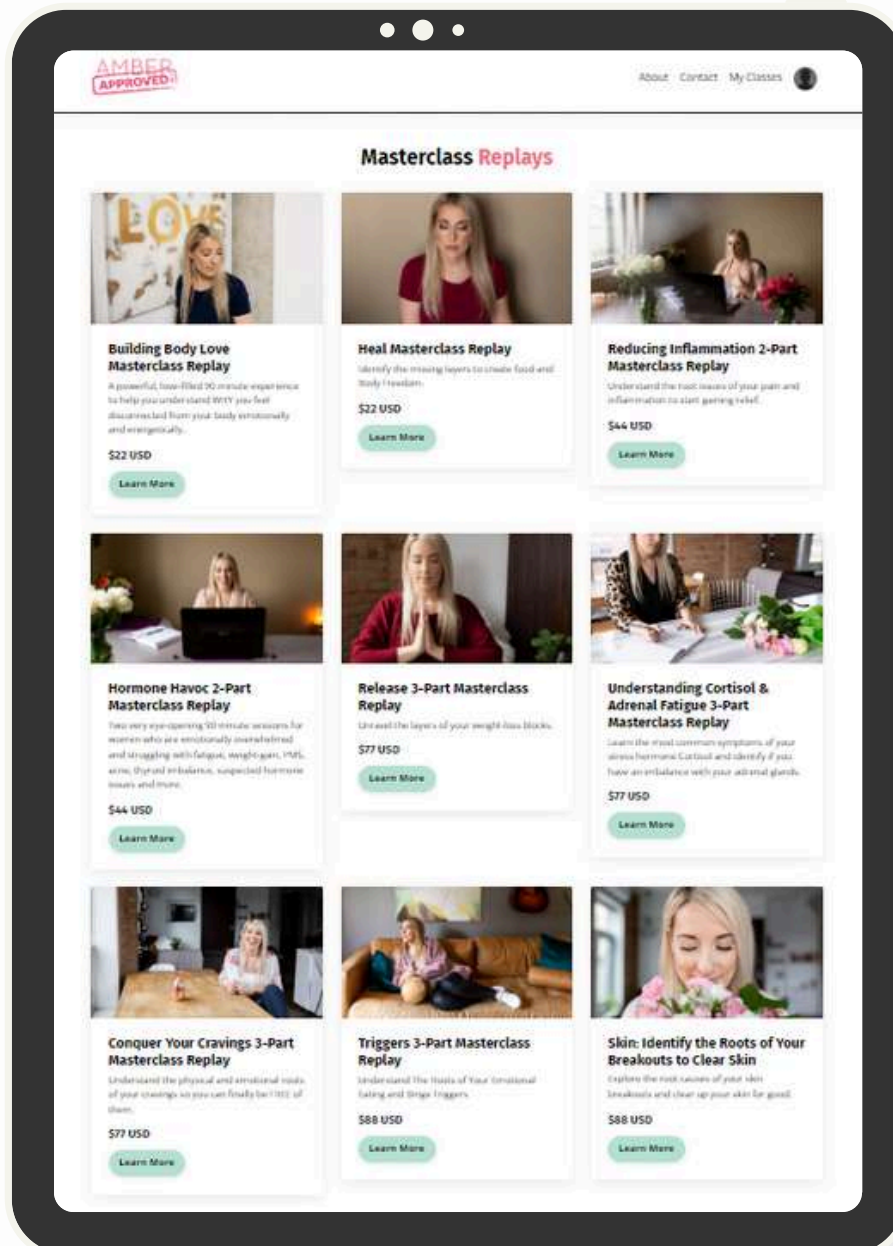 AMBER
APPROVED
About Contact My Classes
Masterclass Replays
LOVE
Building Body Love
Masterclass Replay
A powerful, love-filled 90 minute experience
to help you understand WHY you feel
disconnected from your body emotionally
and energetically.
$22 USD
Learn More
Heal Masterclass Replay
Identify the missing layers to create Food and
Body Freedom.
$22 USD
Learn More
Reducing Inflammation 2-Part
Masterclass Replay
Understand the root issues of your pain and
inflammation to start gaining relief.
$44 USD
Learn More
Hormone Havoc 2-Part
Masterclass Replay
Two very eye-opening 90 minute sessions for
women who are emotionally overwhelmed
and struggling with fatigue, weight-gain, PMS,
acne, thyroid imbalance, suspected hormone
issues and more.
$44 USD
Learn More
Release 3-Part Masterclass
Replay
Unravel the layers of your weight-loss blocks.
$77 USD
Learn More
Understanding Cortisol &
Adrenal Fatigue 3-Part
Masterclass Replay
Learn the most common symptoms of your
stress hormone Cortisol and identify if you
have an imbalance with your adrenal glands.
$77 USD
Learn More
Conquer Your Cravings 3-Part
Masterclass Replay
Understand the physical and emotional roots
of your cravings so you can finally be FREE of
them.
$77 USD
Learn More
Triggers 3-Part Masterclass
Replay
Understand The Roots of Your Emotional
Eating and Binge Triggers
$88 USD
Learn More
Skin: Identify the Roots of Your
Breakouts to Clear Skin
Explore the root causes of your skin
breakouts and clear up your skin for good.
$88 USD
Learn More